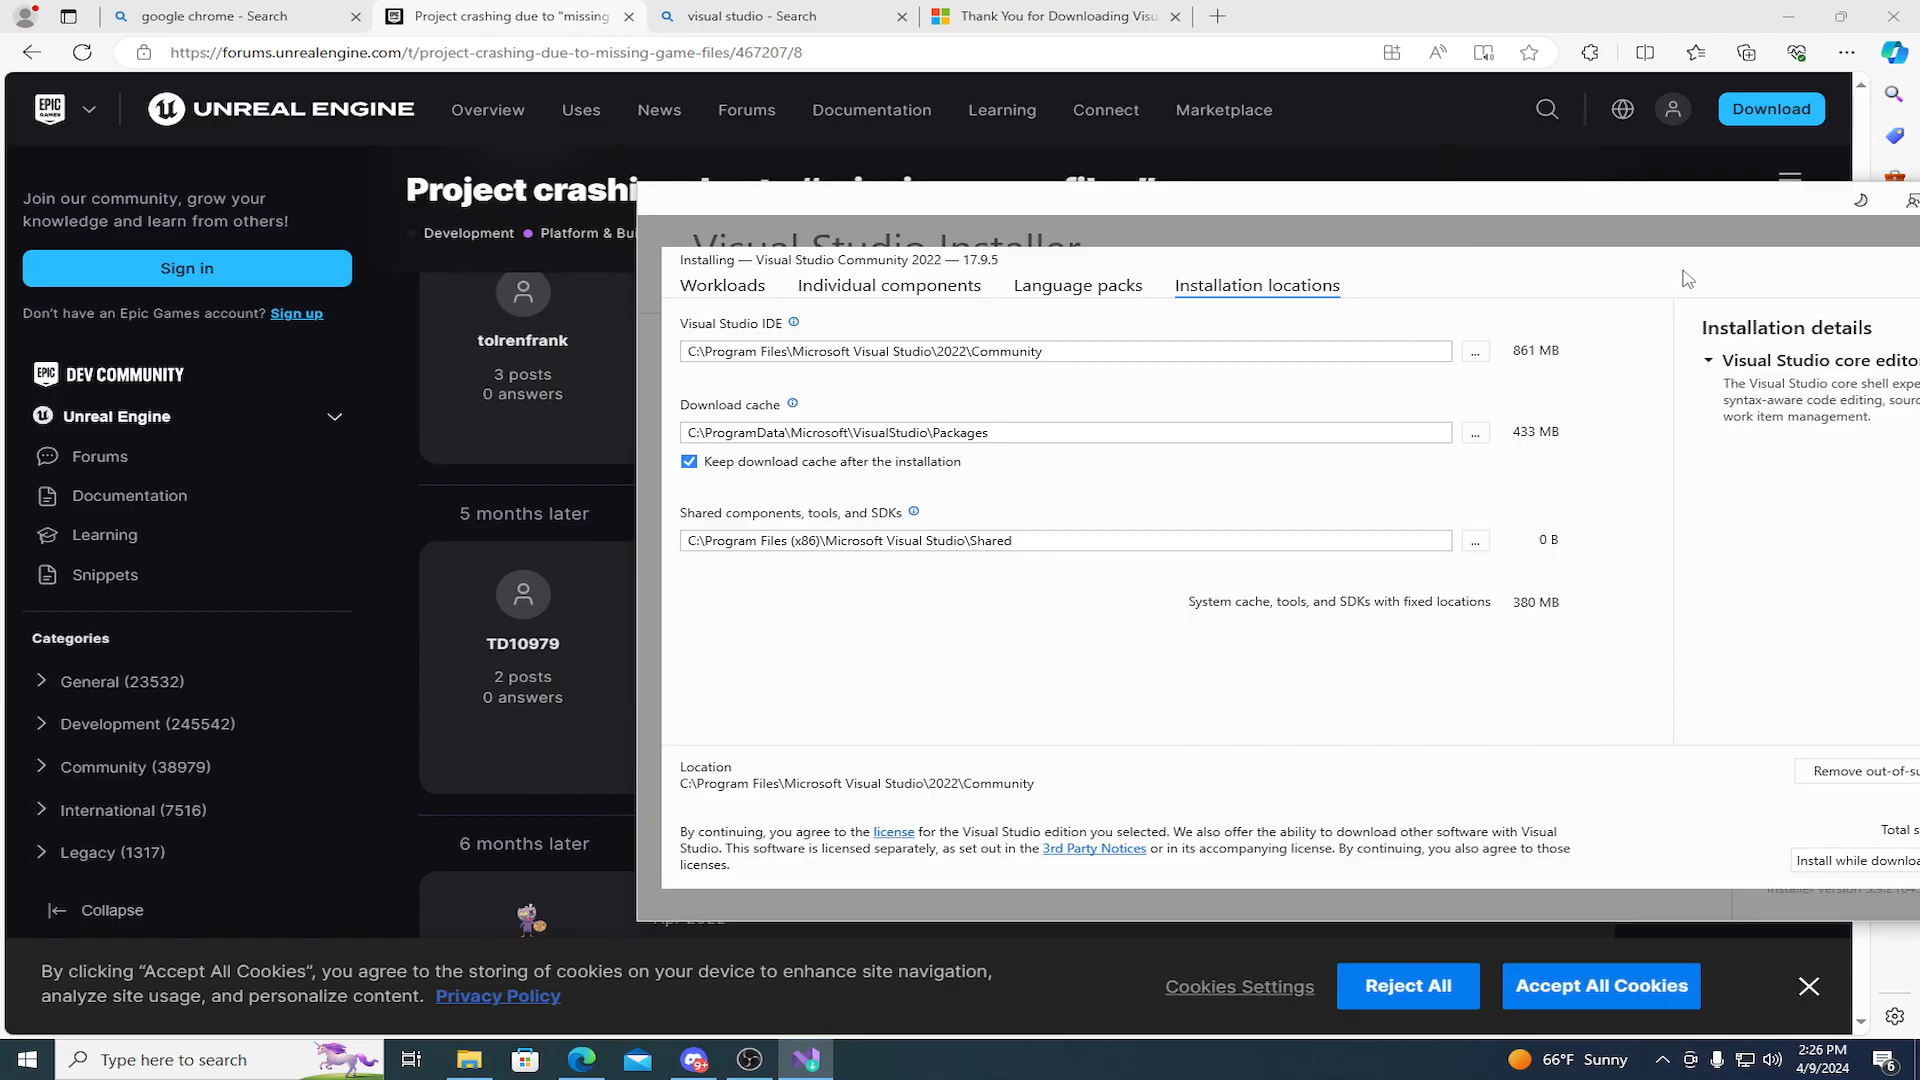 google chrome - Search
Project crashing due to "missing
visual studio - Search
Thank You for Downloading Visu
https://forums.unrealengine.com/t/project-crashing-due-to-missing-game-files/467207/8
EPIC GAMES
UNREAL ENGINE
Overview
Uses
News
Forums
Documentation
Learning
Connect
Marketplace
Download
Join our community, grow your
knowledge and learn from others!
Sign in
Don't have an Epic Games account? Sign up
EPIC GAMES DEV COMMUNITY
Unreal Engine
Forums
Documentation
Learning
Snippets
Categories
General (23532)
Development (245542)
Community (38979)
International (7516)
Legacy (1317)
Collapse
Project crashi
Development
Platform & Bui
tolrenfrank
3 posts
0 answers
5 months later
TD10979
2 posts
0 answers
6 months later
Visual Studio Installer
Installing — Visual Studio Community 2022 — 17.9.5
Workloads
Individual components
Language packs
Installation locations
Visual Studio IDE
C:\Program Files\Microsoft Visual Studio\2022\Community
...
861 MB
Download cache
C:\ProgramData\Microsoft\VisualStudio\Packages
...
433 MB
Keep download cache after the installation
Shared components, tools, and SDKs
C:\Program Files (x86)\Microsoft Visual Studio\Shared
...
0 B
System cache, tools, and SDKs with fixed locations
380 MB
Installation details
Visual Studio core edito
The Visual Studio core shell expe
syntax-aware code editing, sourc
work item management.
Location
C:\Program Files\Microsoft Visual Studio\2022\Community
Remove out-of-su
By continuing, you agree to the license for the Visual Studio edition you selected. We also offer the ability to download other software with Visual
Studio. This software is licensed separately, as set out in the 3rd Party Notices or in its accompanying license. By continuing, you also agree to those
licenses.
Total s
Install while downloa
By clicking “Accept All Cookies”, you agree to the storing of cookies on your device to enhance site navigation,
analyze site usage, and personalize content. Privacy Policy
Cookies Settings
Reject All
Accept All Cookies
Type here to search
9+
66°F Sunny
2:26 PM
4/9/2024
6